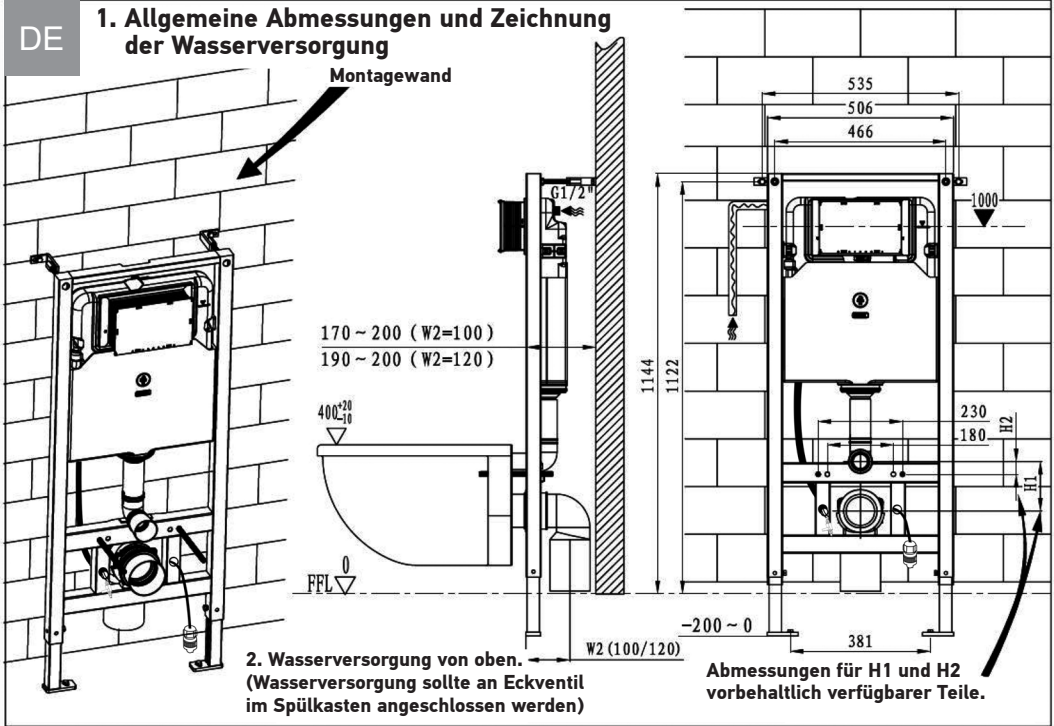 DE
1. Allgemeine Abmessungen und Zeichnung
der Wasserversorgung
Montagewand
535
506
466
G1/2"
1000
170 ~ 200 ( W2=100 )
190 ~ 200 ( W2=120 )
1144
1122
400 +20 -10
230
180
H2
H1
0
FFL
-200 ~ 0
W2 (100/120)
381
2. Wasserversorgung von oben.
(Wasserversorgung sollte an Eckventil
im Spülkasten angeschlossen werden)
Abmessungen für H1 und H2
vorbehaltlich verfügbarer Teile.